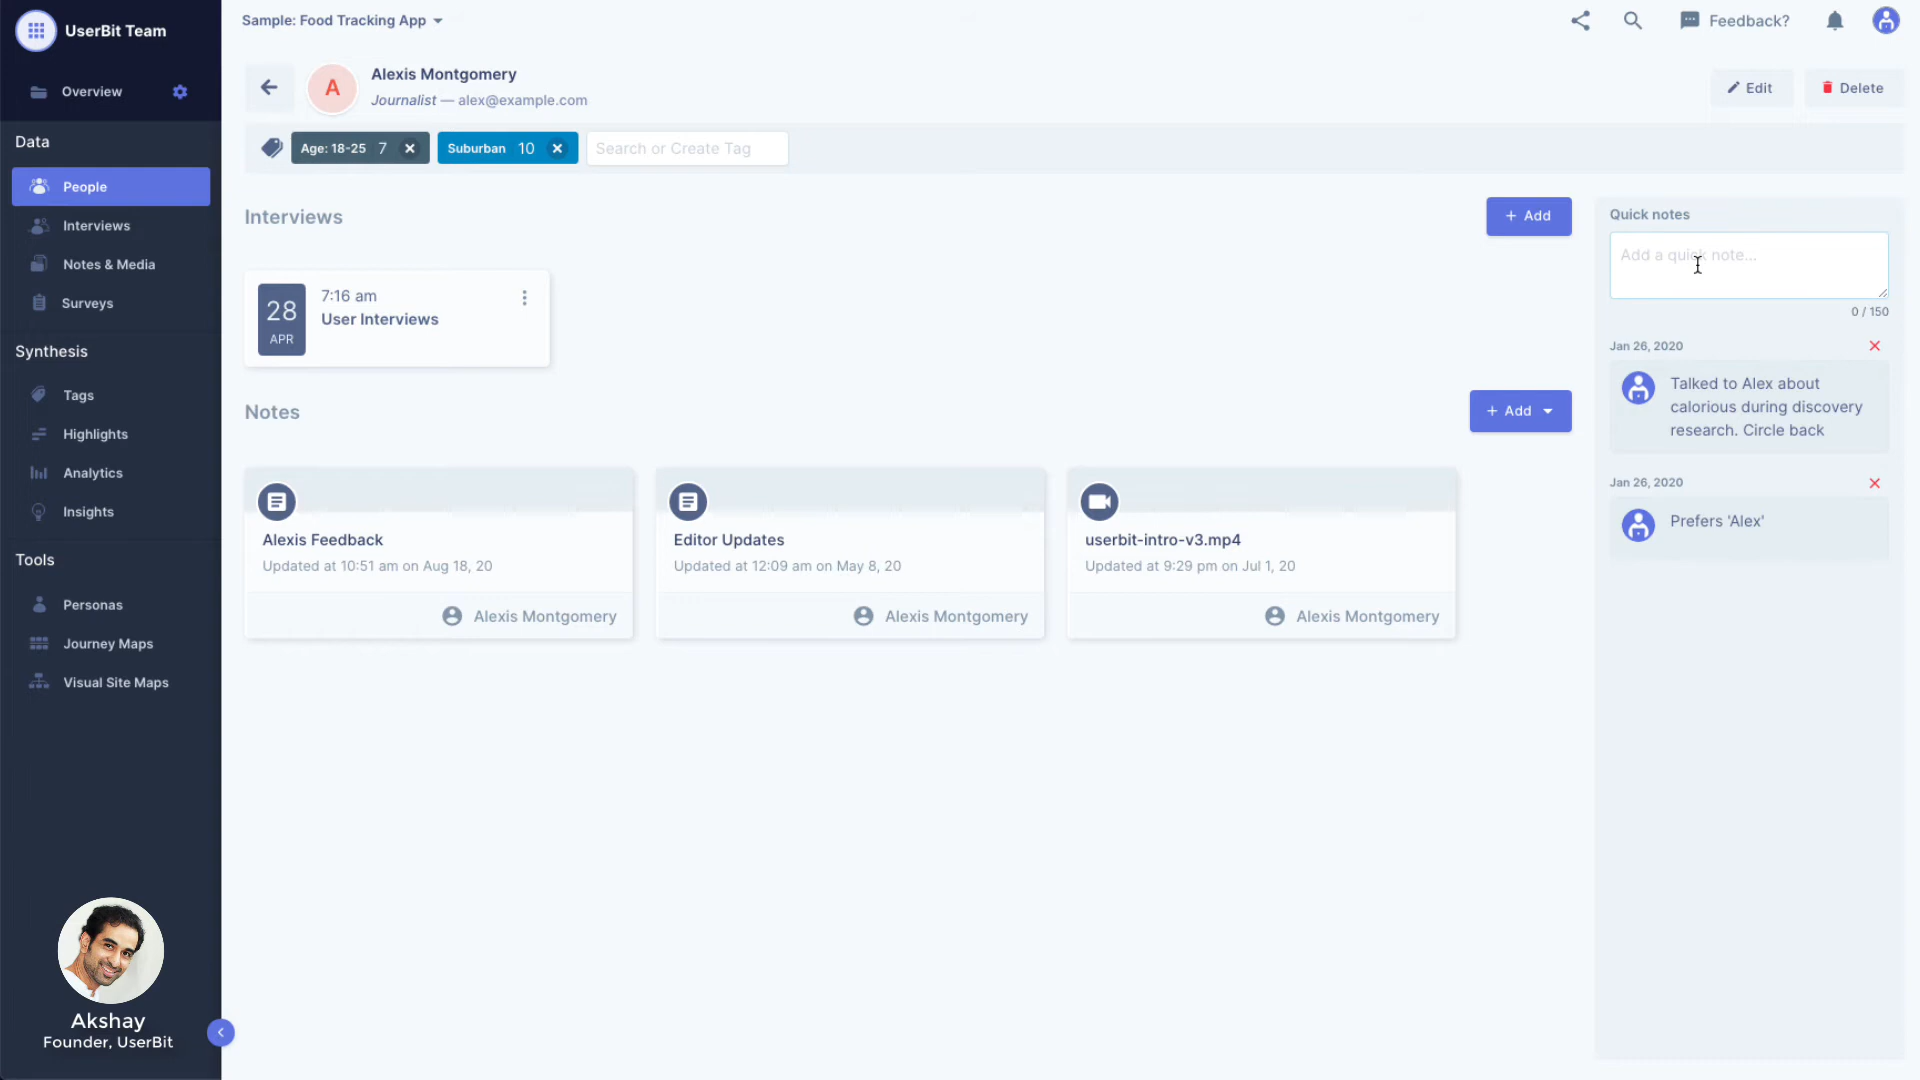 UserBit Team
Overview
Data
People
Interviews
Notes & Media
Surveys
Synthesis
Tags
Highlights
Analytics
Insights
Tools
Personas
Journey Maps
Visual Site Maps
Akshay
Founder, UserBit
Sample: Food Tracking App
Feedback?
A
Alexis Montgomery
Journalist — alex@example.com
Edit
Delete
Age: 18-25 7
Suburban 10
Search or Create Tag
Interviews
+ Add
28
APR
7:16 am
User Interviews
Notes
+ Add
Alexis Feedback
Updated at 10:51 am on Aug 18, 20
Alexis Montgomery
Editor Updates
Updated at 12:09 am on May 8, 20
Alexis Montgomery
userbit-intro-v3.mp4
Updated at 9:29 pm on Jul 1, 20
Alexis Montgomery
Quick notes
Add a quick note...
0 / 150
Jan 26, 2020
Talked to Alex about
calorious during discovery
research. Circle back
Jan 26, 2020
Prefers 'Alex'